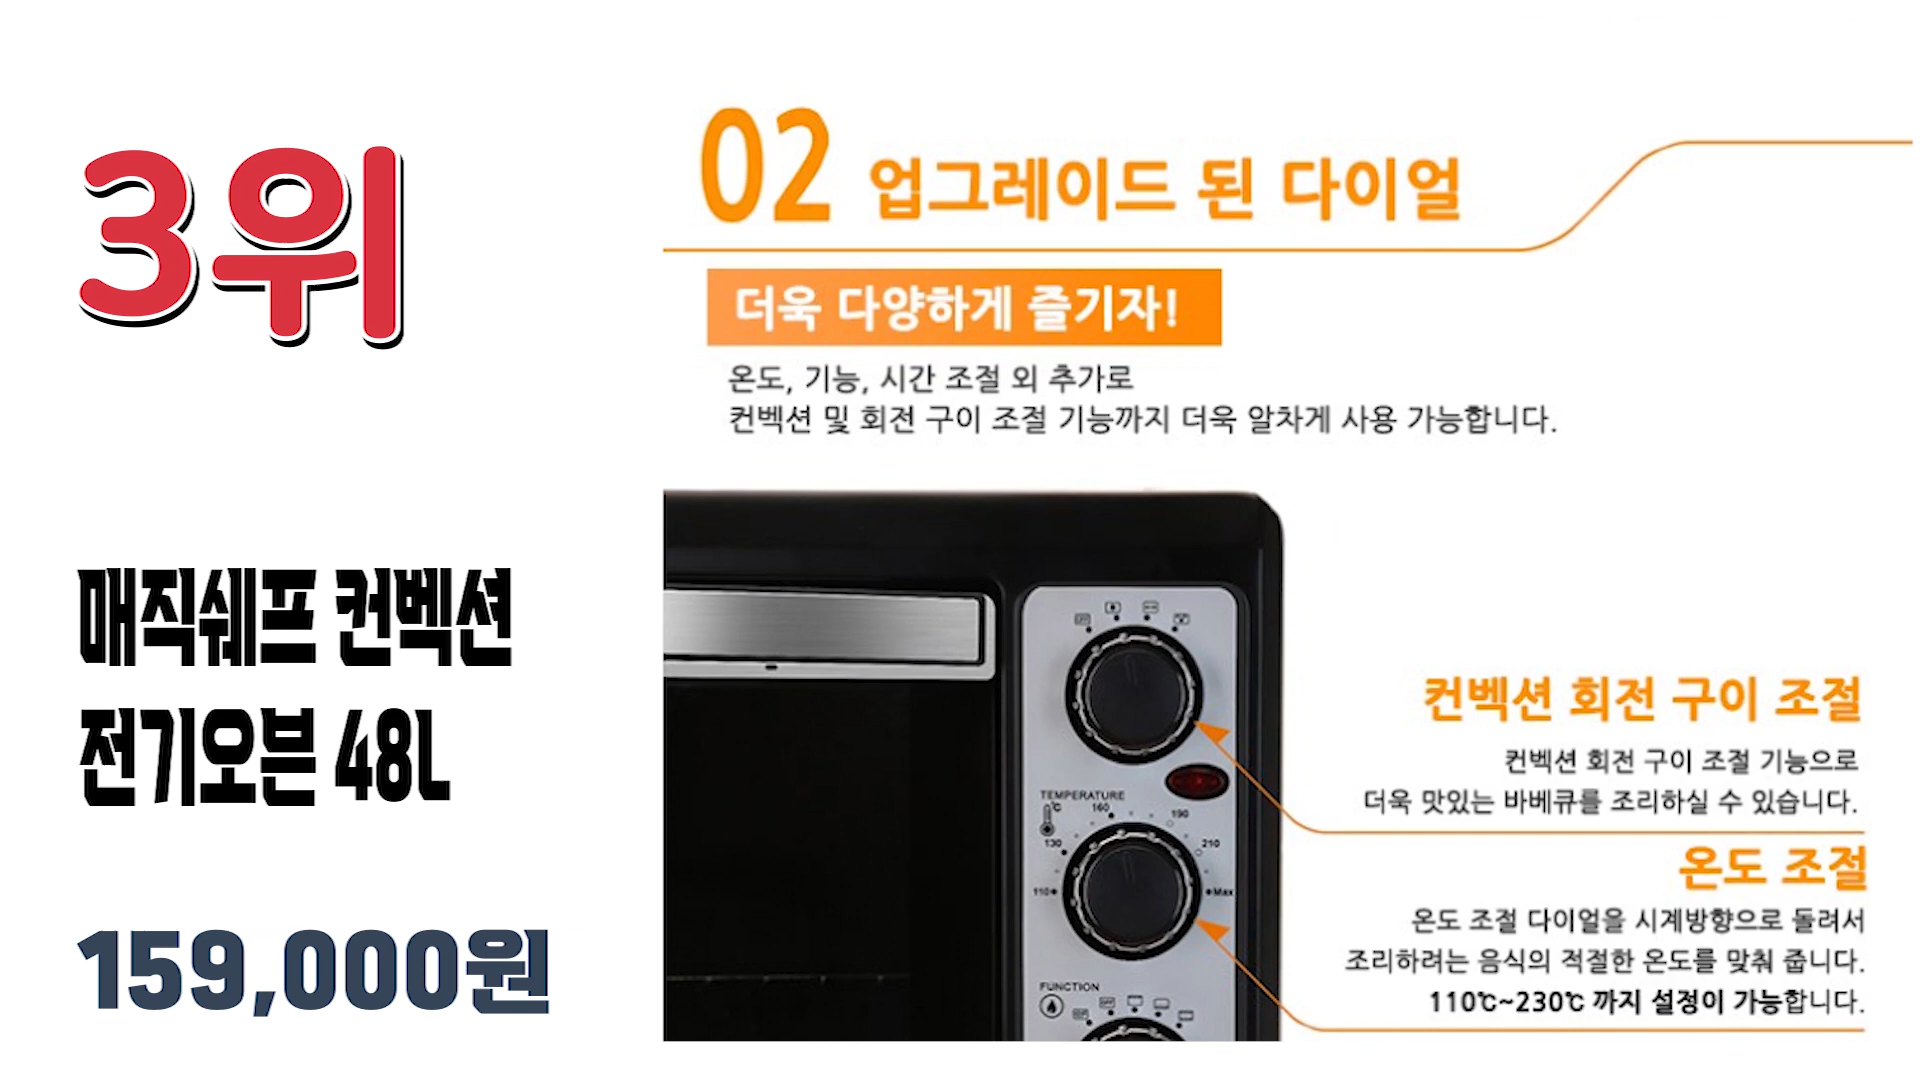 3위
매직쉐프 컨벡션
전기오븐 48L
159,000원
02 업그레이드 된 다이얼
더욱 다양하게 즐기자!
온도, 기능, 시간 조절 외 추가로
컨벡션 및 회전 구이 조절 기능까지 더욱 알차게 사용 가능합니다.
컨벡션 회전 구이 조절
컨벡션 회전 구이 조절 기능으로
더욱 맛있는 바베큐를 조리하실 수 있습니다.
온도 조절
온도 조절 다이얼을 시계방향으로 돌려서
조리하려는 음식의 적절한 온도를 맞춰 줍니다.
110℃~230℃ 까지 설정이 가능합니다.
OFF
TEMPERATURE
℃
160
190
130
210
110
Max
FUNCTION
OFF